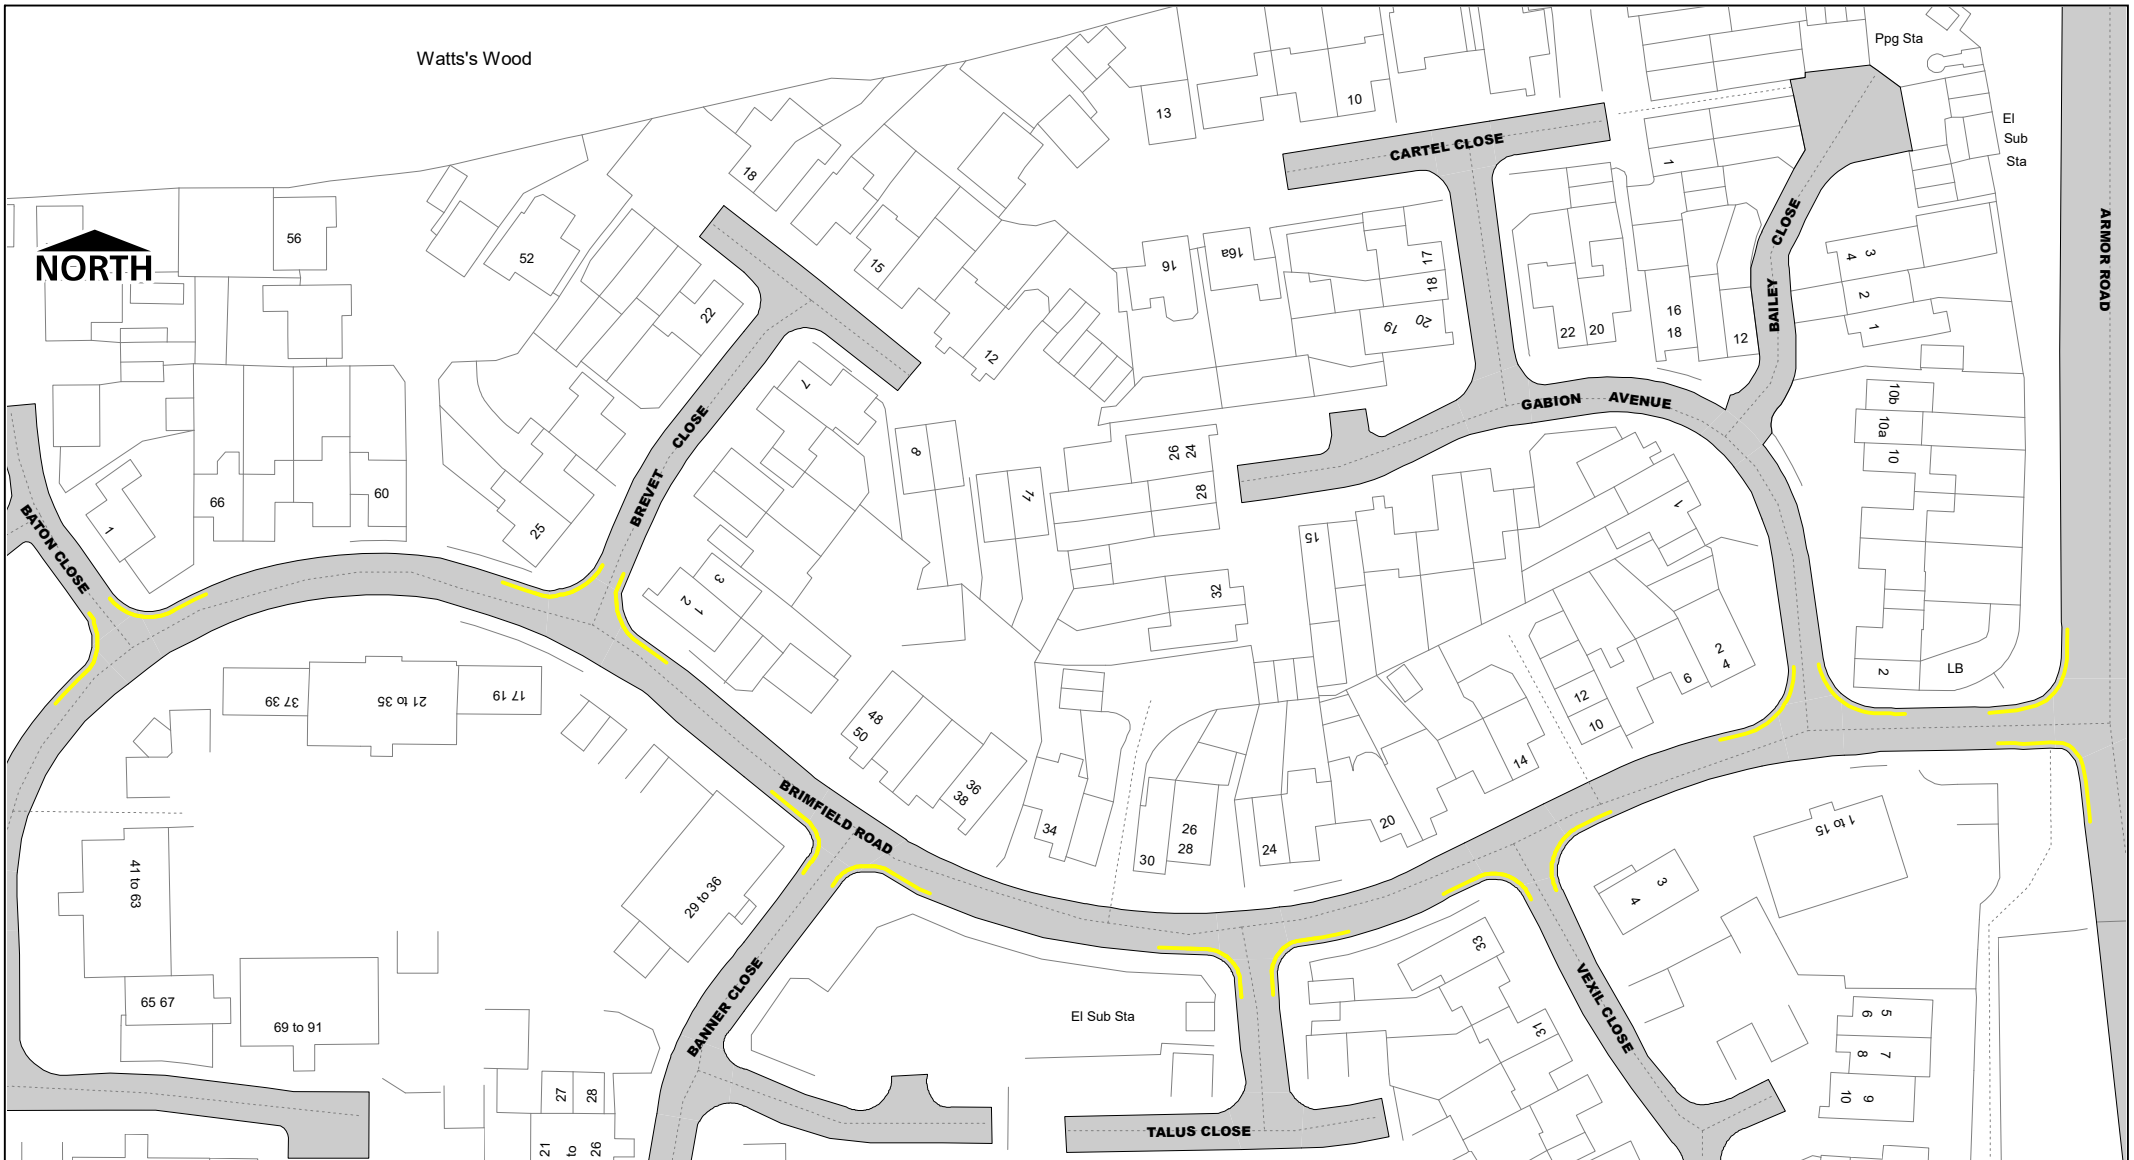 Watts's Wood
Ppg Sta
13
10
CARTEL CLOSE
El
Sub
Sta
1
18
56
NORTH
52
15
16
16a
17
18
19 20
22
20
16
18
12
BAILEY CLOSE
3
4
2
1
ARMOR ROAD
22
12
7
GABION AVENUE
10b
10a
10
BREVET CLOSE
8
11
26
24
28
66
60
1
25
BATON CLOSE
15
1
3
2
1
32
2
4
6
12
10
2
LB
37 39
21 to 35
17 19
48
50
36
38
34
30
26
28
24
20
14
BRIMFIELD ROAD
1 to 15
3
4
41 to 63
29 to 36
33
31
VEXIL CLOSE
65 67
69 to 91
BANNER CLOSE
El Sub Sta
5
6
7
8
9
10
27
28
21
to
26
TALUS CLOSE